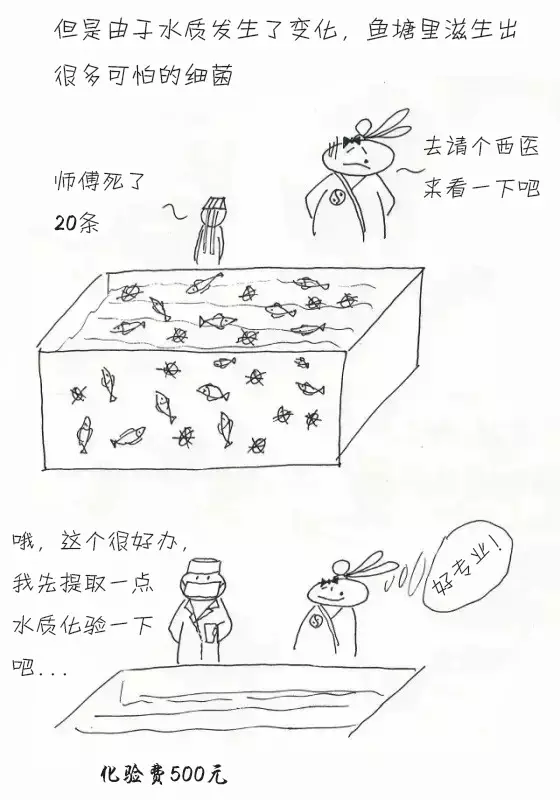 但是由于水质发生了变化，鱼塘里滋生出
很多可怕的细菌
去请个西医
来看一下吧
师傅死了
20条
哦，这个很好办，
我先提取一点
水质化验一下
吧...
好专业！
化验费500元